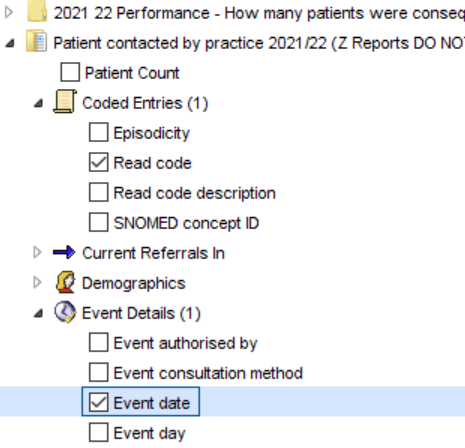 2021 22 Performance - How many patients were conseq
Patient contacted by practice 2021/22 (Z Reports DO NOT
Patient Count
Coded Entries (1)
Episodicity
Read code
Read code description
SNOMED concept ID
Current Referrals In
Demographics
Event Details (1)
Event authorised by
Event consultation method
Event date
Event day